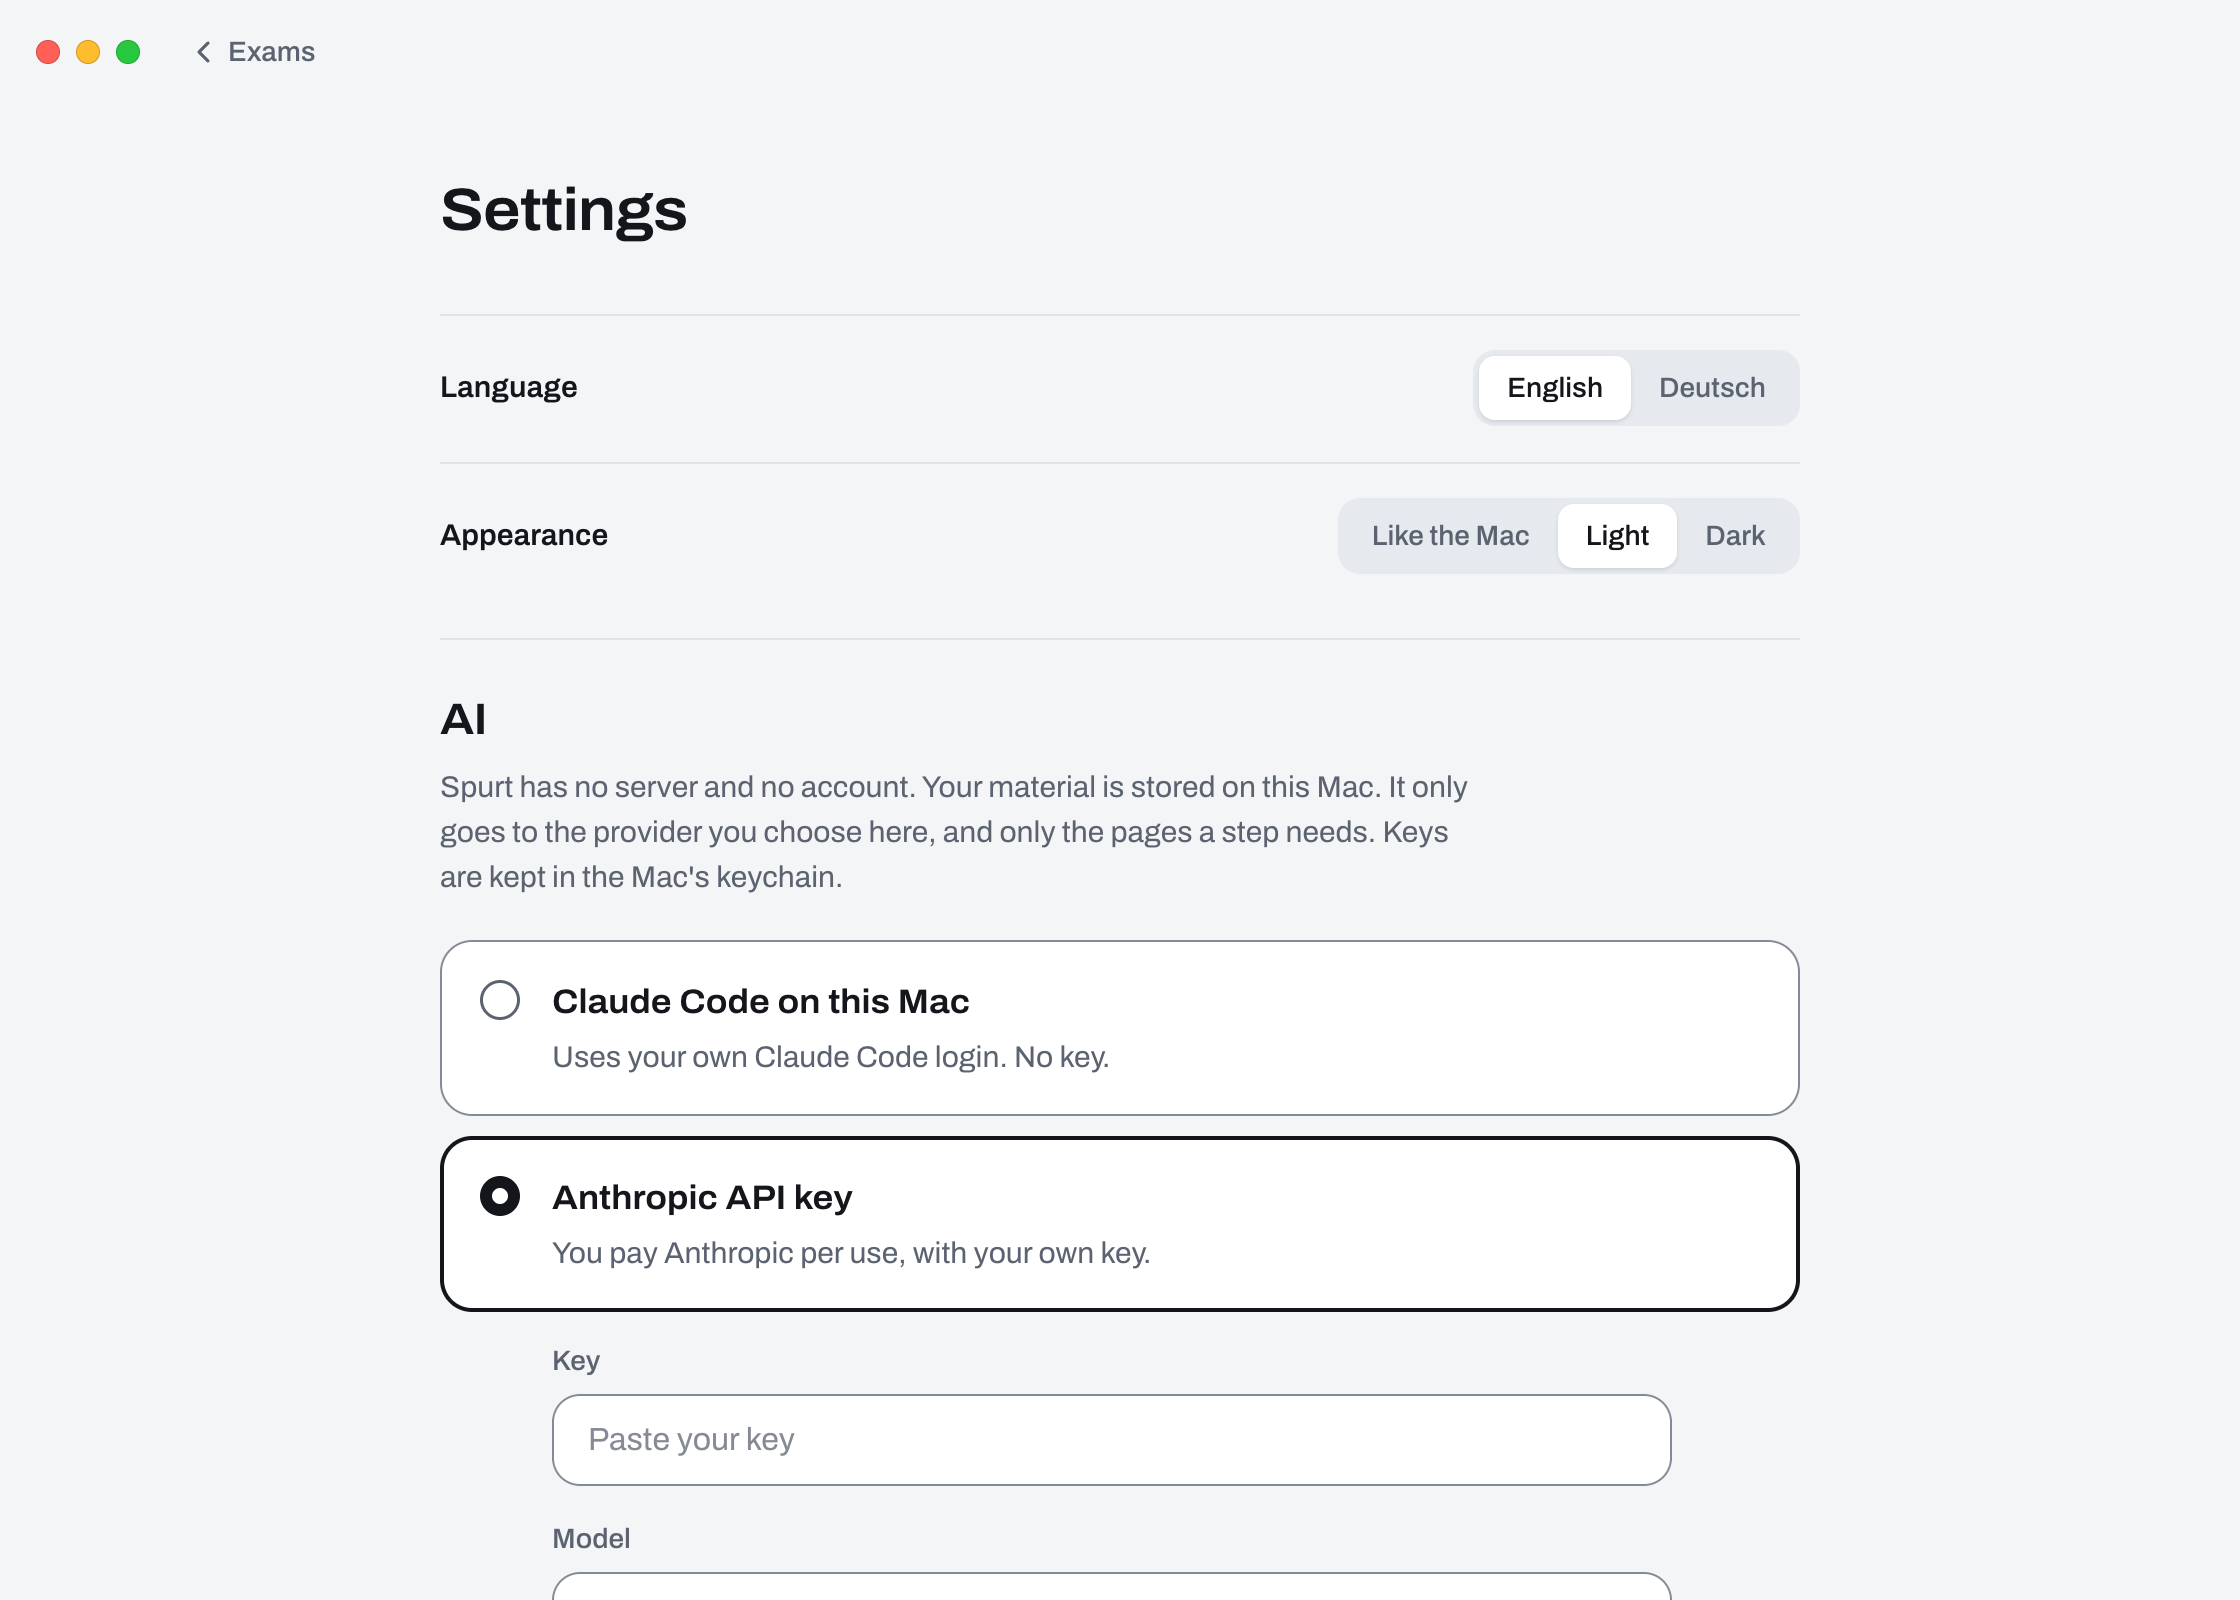 Exams
Settings
Language
English
Deutsch
Appearance
Like the Mac
Light
Dark
AI
Spurt has no server and no account. Your material is stored on this Mac. It only
goes to the provider you choose here, and only the pages a step needs. Keys
are kept in the Mac's keychain.
Claude Code on this Mac
Uses your own Claude Code login. No key.
Anthropic API key
You pay Anthropic per use, with your own key.
Key
Paste your key
Model